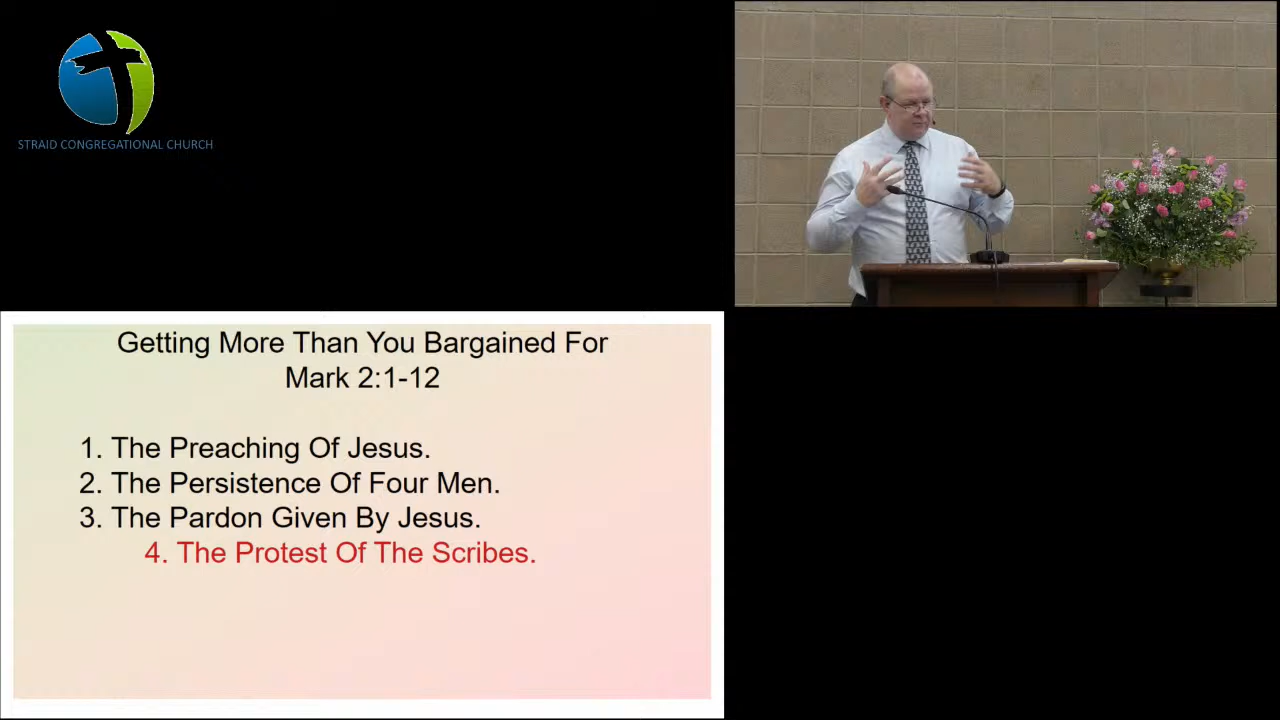 STRAID CONGREGATIONAL CHURCH
Getting More Than You Bargained For
Mark 2:1-12
1. The Preaching Of Jesus.
2. The Persistence Of Four Men.
3. The Pardon Given By Jesus.
4. The Protest Of The Scribes.